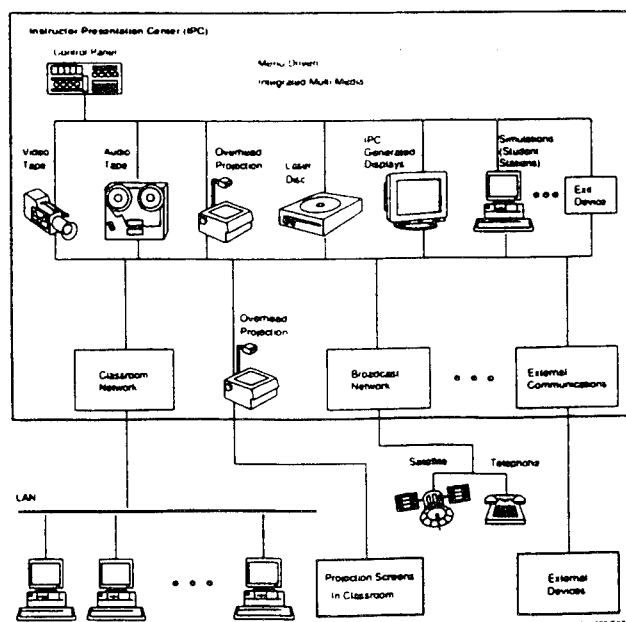 Instructor Presentation Center (IPC)
Control Panel
Menu Driven
Integrated Multi Media
Video
Tape
Audio
Tape
Overhead
Projection
Laser
Disc
IPC
Generated
Displays
Simulations
(Student
Stations)
Ext
Device
Overhead
Projection
Classroom
Network
Broadcast
Network
External
Communications
Satellite
Telephone
LAN
Projection Screens
In Classroom
External
Devices